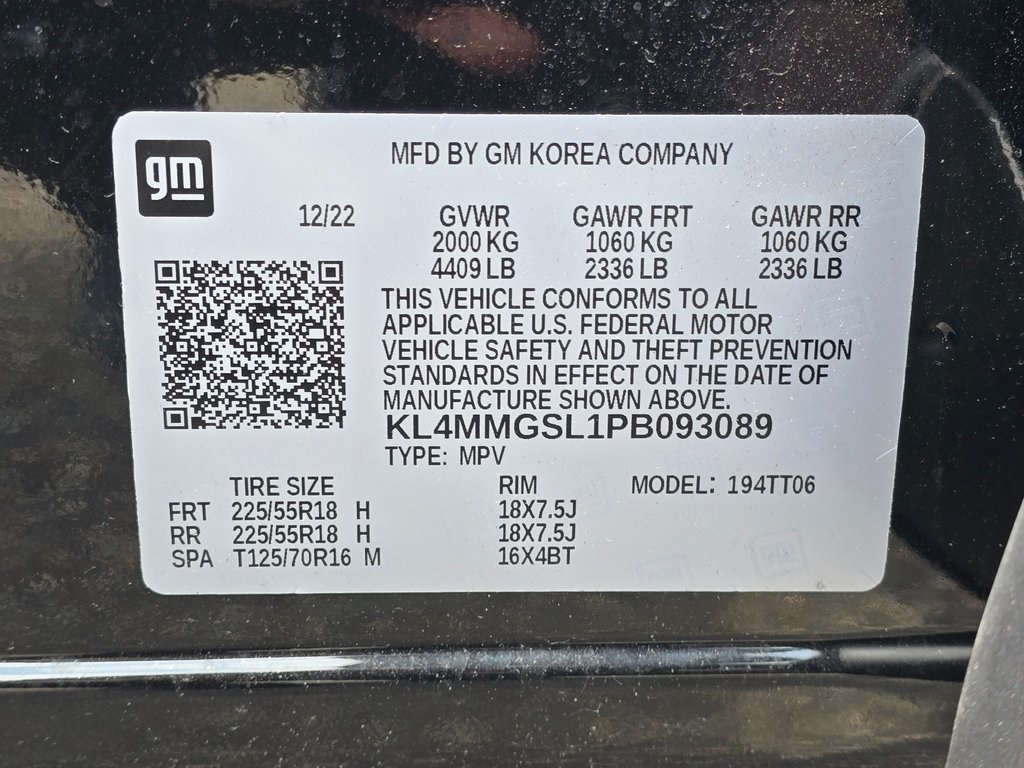 gm
MFD BY GM KOREA COMPANY
12/22 GVWR GAWR FRT GAWR RR
2000 KG 1060 KG 1060 KG
4409 LB 2336 LB 2336 LB
THIS VEHICLE CONFORMS TO ALL
APPLICABLE U.S. FEDERAL MOTOR
VEHICLE SAFETY AND THEFT PREVENTION
STANDARDS IN EFFECT ON THE DATE OF
MANUFACTURE SHOWN ABOVE.
KL4MMGSL1PB093089
TYPE: MPV
TIRE SIZE RIM MODEL: 194TT06
FRT 225/55R18 H 18X7.5J
RR 225/55R18 H 18X7.5J
SPA T125/70R16 M 16X4BT